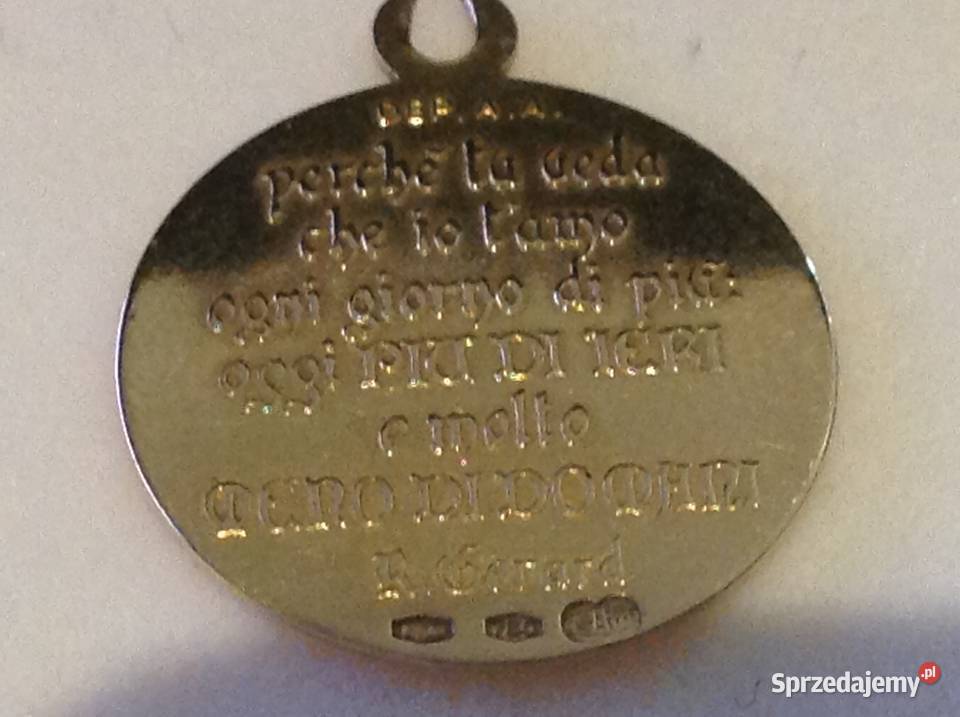 DEP. A.A.
perchè tu veda
che io t'amo
ogni giorno di più:
oggi PIU DI IERI
e molto
MENO DI DOMANI
R. Gerard
Sprzedajemy.pl